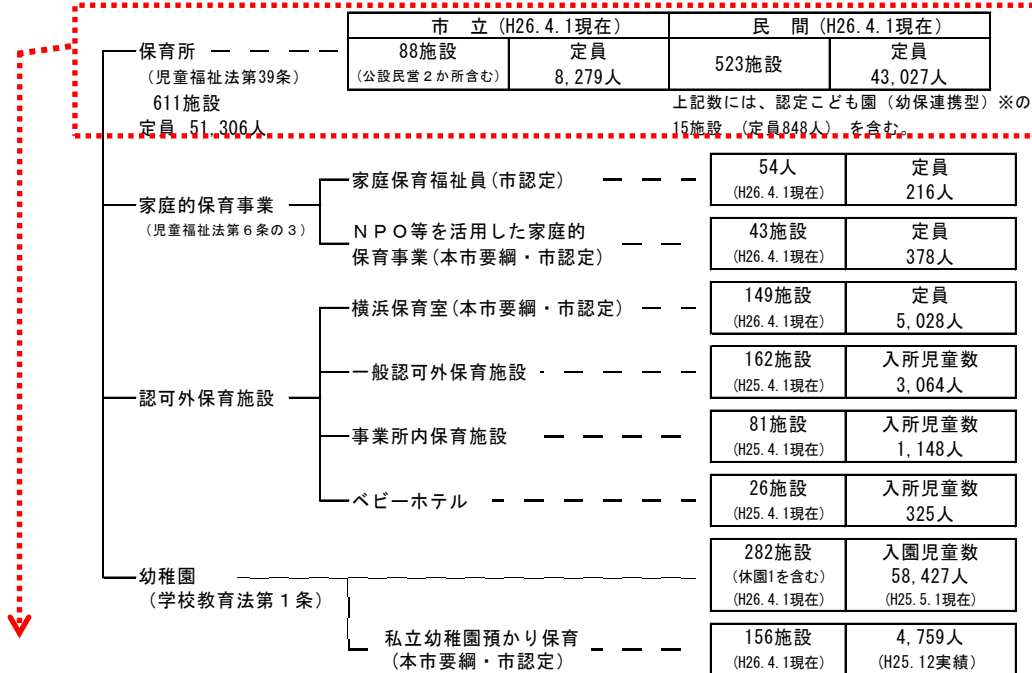 市　立（H26.4.1現在）
民　間（H26.4.1現在）
保育所
（児童福祉法第39条）
611施設
定員　51,306人
88施設
（公設民営２か所含む）
定員
8,279人
523施設
定員
43,027人
上記数には、認定こども園（幼保連携型）※の
15施設　（定員848人）　を含む。
家庭的保育事業
（児童福祉法第６条の３）
家庭保育福祉員（市認定）
54人
（H26.4.1現在）
定員
216人
ＮＰＯ等を活用した家庭的
保育事業（本市要綱・市認定）
43施設
（H26.4.1現在）
定員
378人
認可外保育施設
横浜保育室（本市要綱・市認定）
149施設
（H26.4.1現在）
定員
5,028人
一般認可外保育施設
162施設
（H25.4.1現在）
入所児童数
3,064人
事業所内保育施設
81施設
（H25.4.1現在）
入所児童数
1,148人
ベビーホテル
26施設
（H25.4.1現在）
入所児童数
325人
幼稚園
（学校教育法第１条）
282施設
（休園1を含む）
（H26.4.1現在）
入園児童数
58,427人
（H25.5.1現在）
私立幼稚園預かり保育
（本市要綱・市認定）
156施設
（H26.4.1現在）
4,759人
（H25.12実績）